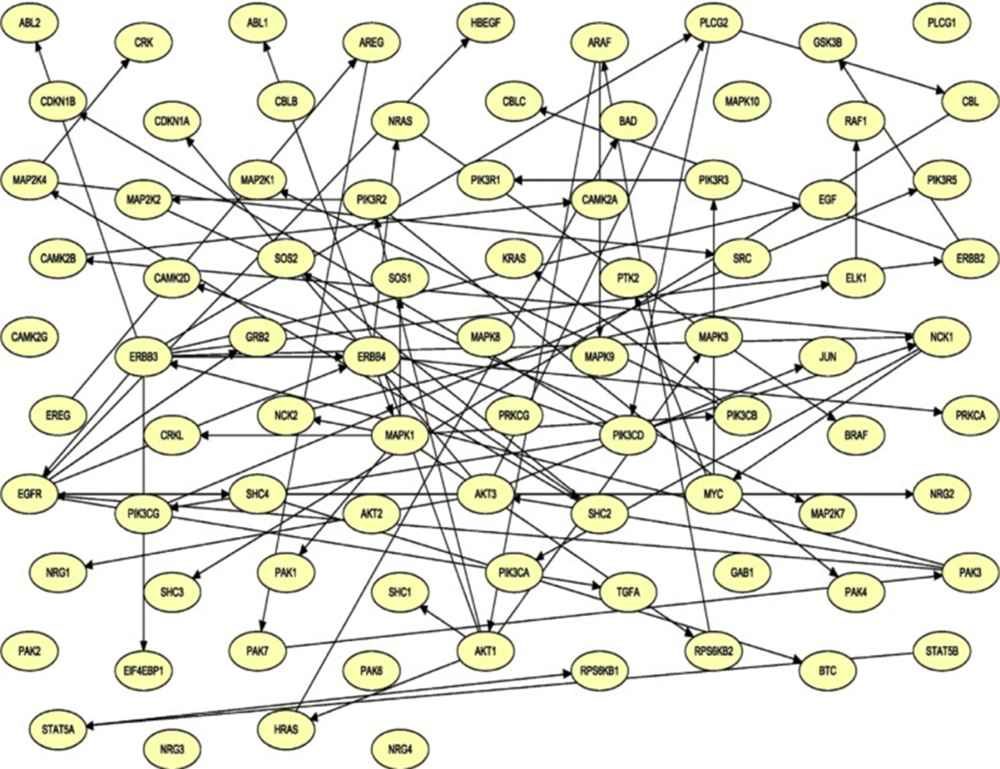 ABL2
ABL1
HBEGF
PLCG2
PLCG1
CRK
AREG
ARAF
GSK3B
CDKN1B
CBLB
CBLC
MAPK10
CBL
CDKN1A
NRAS
BAD
RAF1
MAP2K4
MAP2K1
PIK3R1
PIK3R3
PIK3R5
MAP2K2
PIK3R2
CAMK2A
EGF
CAMK2B
SOS2
KRAS
SRC
ERBB2
CAMK2D
SOS1
PTK2
ELK1
CAMK2G
GRB2
MAPK8
MAPK3
NCK1
ERBB3
ERBB4
MAPK9
JUN
EREG
NCK2
PRKCG
PIK3CB
PRKCA
CRKL
MAPK1
PIK3CD
BRAF
EGFR
SHC4
AKT3
MYC
NRG2
PIK3CG
AKT2
SHC2
MAP2K7
NRG1
PAK1
PIK3CA
GAB1
PAK3
SHC3
SHC1
TGFA
PAK4
PAK2
PAK7
AKT1
RPS6KB2
STAT5B
EIF4EBP1
PAK6
RPS6KB1
BTC
STAT5A
HRAS
NRG3
NRG4